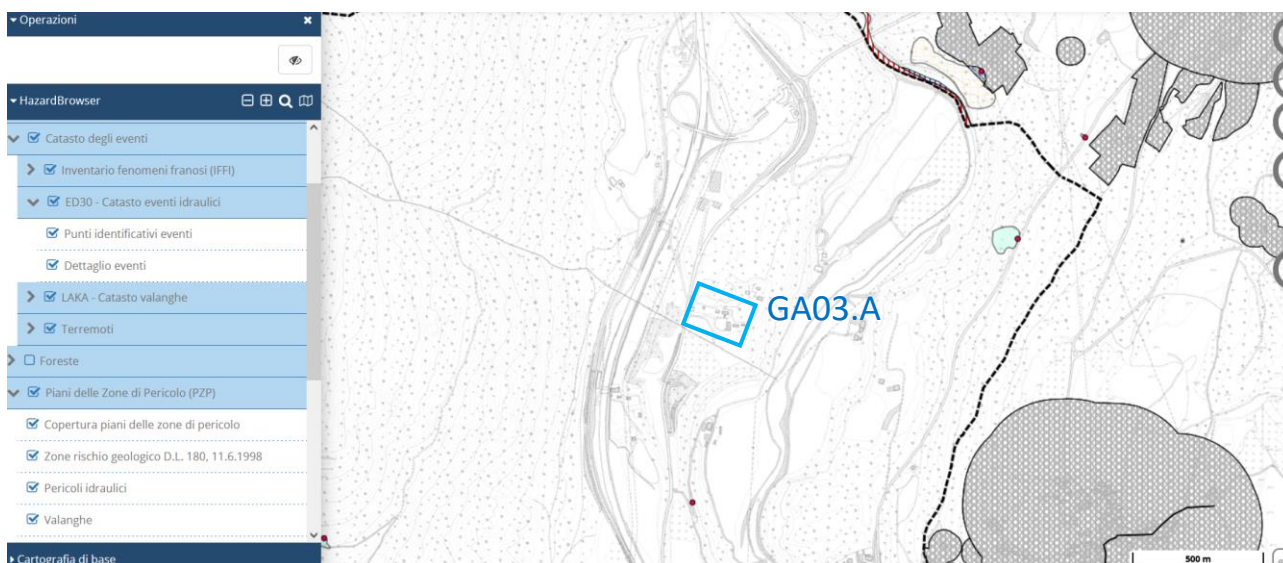 Operazioni
HazardBrowser
Catasto degli eventi
Inventario fenomeni franosi (IFFI)
ED30 - Catasto eventi idraulici
Punti identificativi eventi
Dettaglio eventi
LAKA - Catasto valanghe
Terremoti
Foreste
Piani delle Zone di Pericolo (PZP)
Copertura piani delle zone di pericolo
Zone rischio geologico D.L. 180, 11.6.1998
Pericoli idraulici
Valanghe
Cartografia di base
GA03.A
500 m